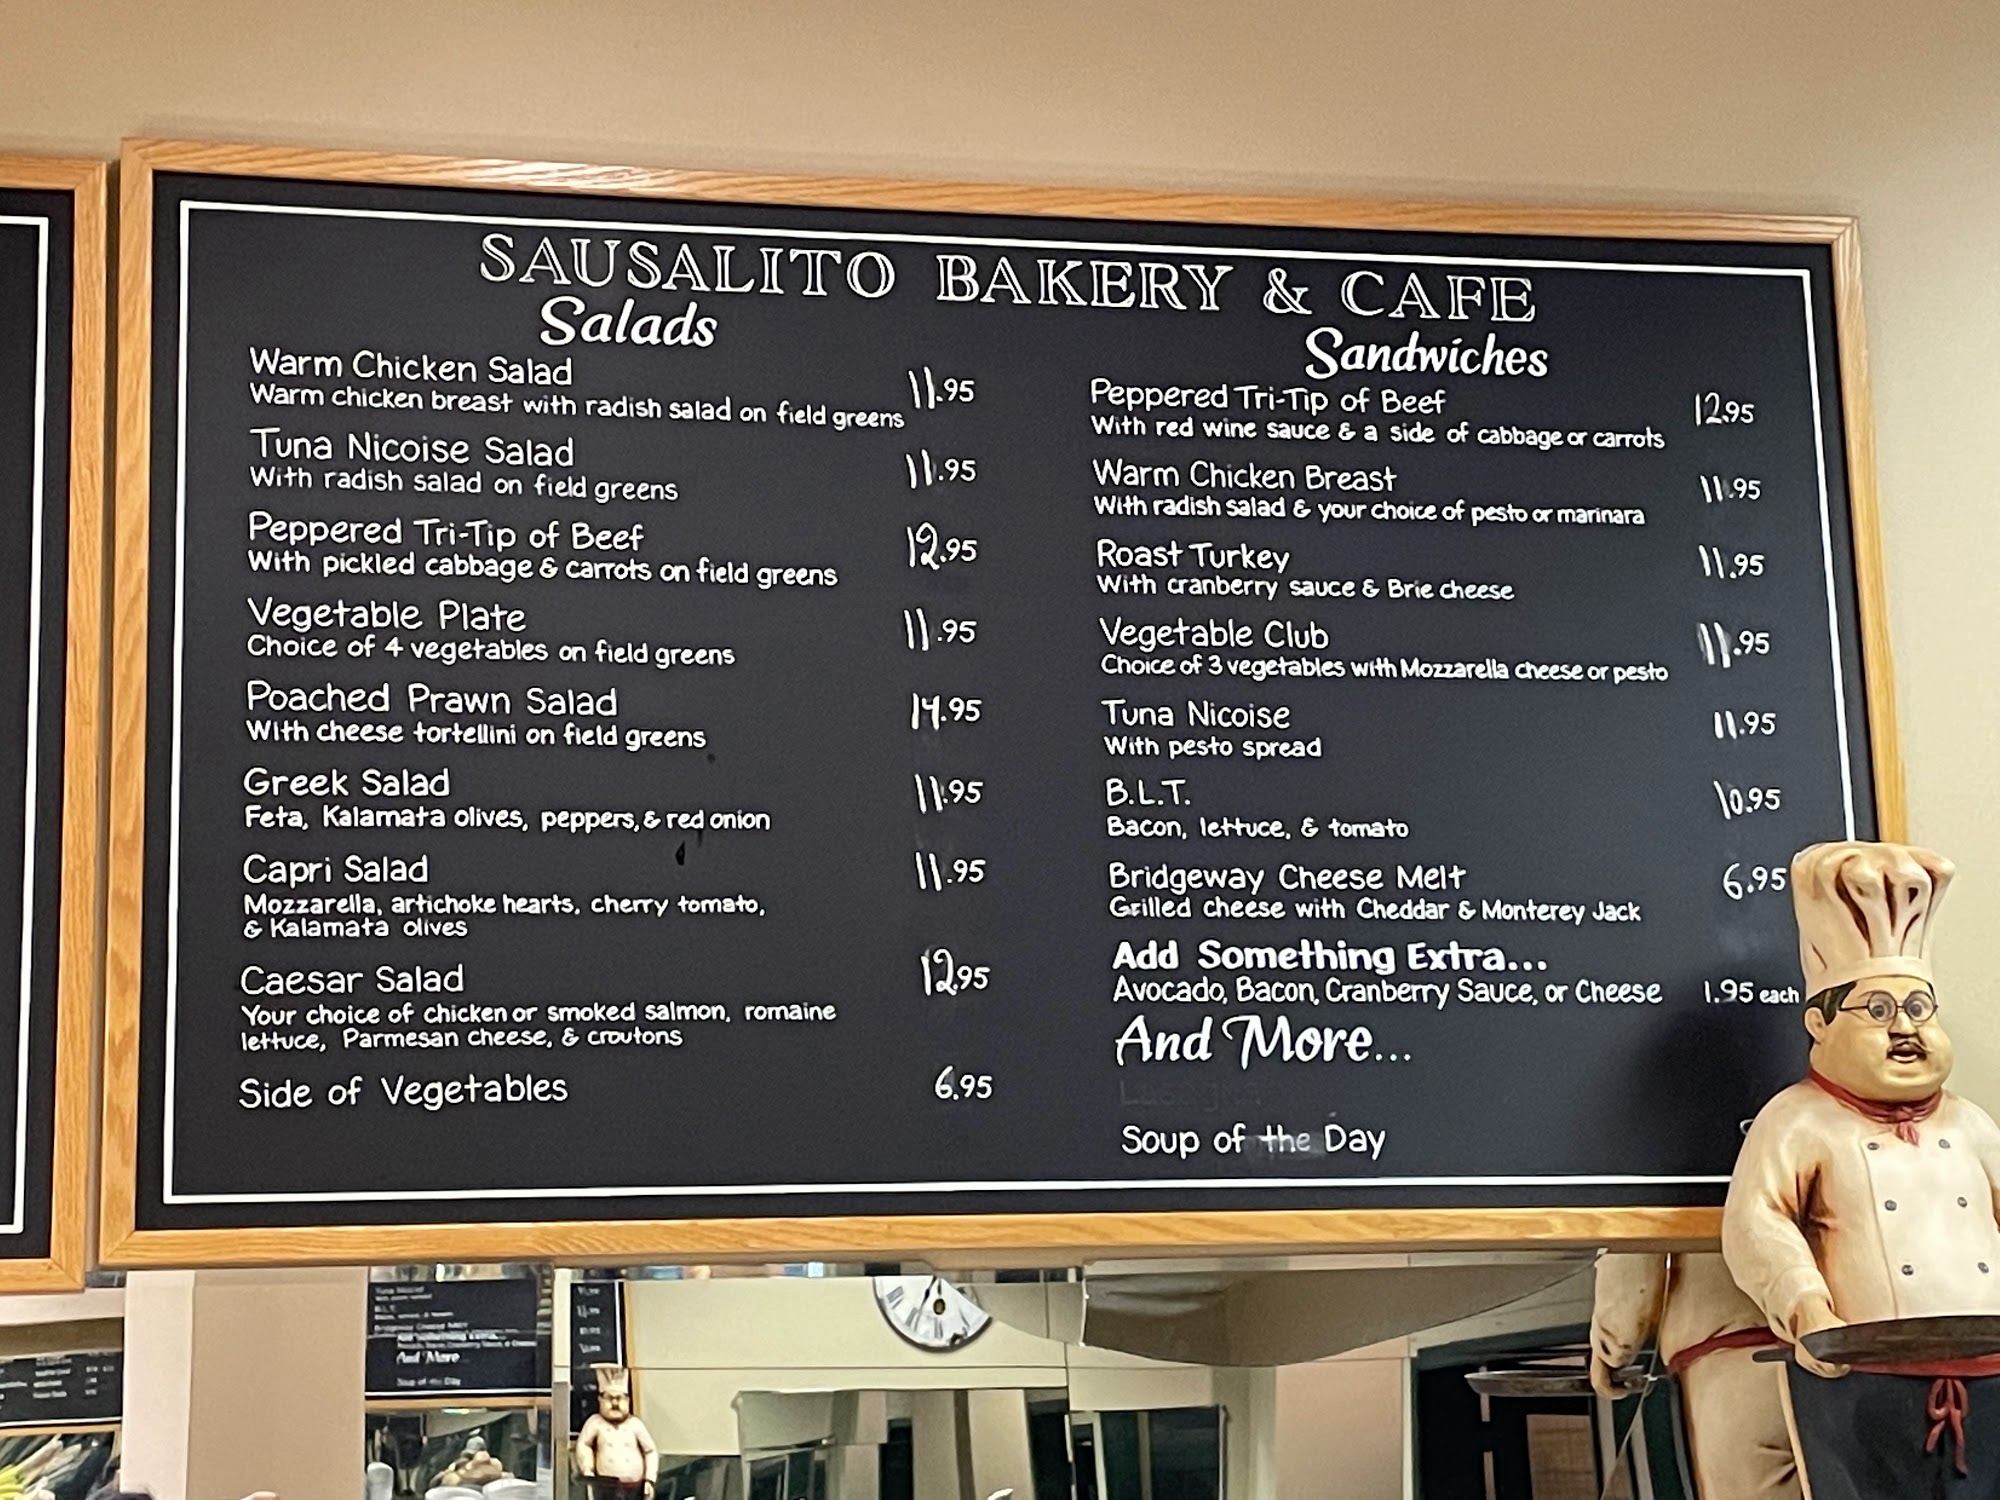 SAUSALITO BAKERY & CAFE
Salads
Warm Chicken Salad 11.95
Warm chicken breast with radish salad on field greens
Tuna Nicoise Salad 11.95
With radish salad on field greens
Peppered Tri-Tip of Beef 12.95
With pickled cabbage & carrots on field greens
Vegetable Plate 11.95
Choice of 4 vegetables on field greens
Poached Prawn Salad 14.95
With cheese tortellini on field greens
Greek Salad 11.95
Feta, Kalamata olives, peppers, & red onion
Capri Salad 11.95
Mozzarella, artichoke hearts, cherry tomato,
& Kalamata olives
Caesar Salad 12.95
Your choice of chicken or smoked salmon, romaine
lettuce, Parmesan cheese, & croutons
Side of Vegetables 6.95
Sandwiches
Peppered Tri-Tip of Beef 12.95
With red wine sauce & a side of cabbage or carrots
Warm Chicken Breast 11.95
With radish salad & your choice of pesto or marinara
Roast Turkey 11.95
With cranberry sauce & Brie cheese
Vegetable Club 11.95
Choice of 3 vegetables with Mozzarella cheese or pesto
Tuna Nicoise 11.95
With pesto spread
B.L.T. 10.95
Bacon, lettuce, & tomato
Bridgeway Cheese Melt 6.95
Grilled cheese with Cheddar & Monterey Jack
Add Something Extra...
Avocado, Bacon, Cranberry Sauce, or Cheese 1.95 each
And More...
Soup of the Day
And More
Soup of the Day